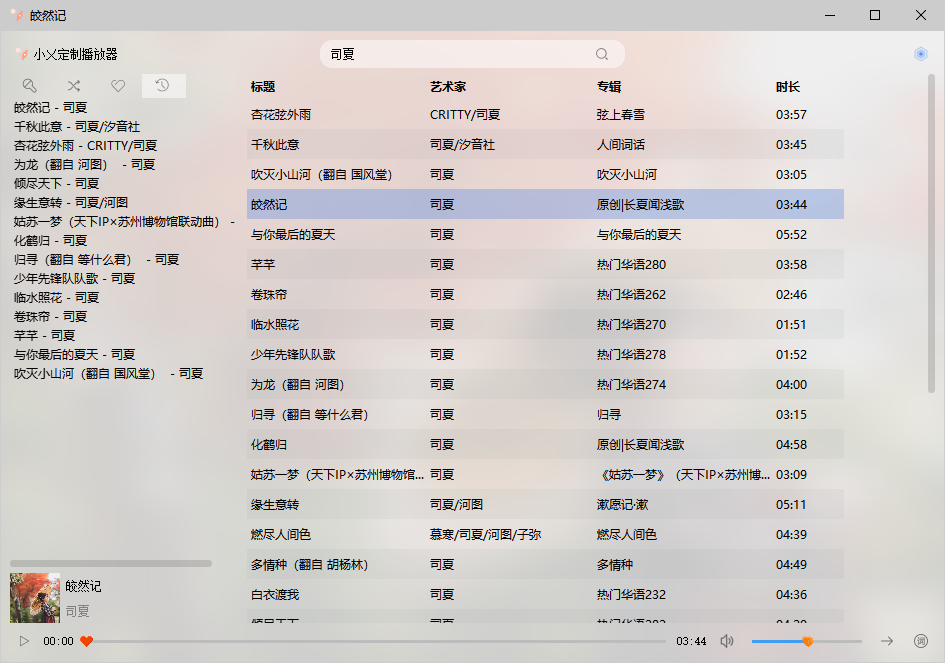 皎然记
小乂定制播放器
司夏
皎然记 - 司夏
千秋此意 - 司夏/汐音社
杏花弦外雨 - CRITTY/司夏
为龙（翻自 河图） - 司夏
倾尽天下 - 司夏
缘生意转 - 司夏/河图
姑苏一梦（天下IP×苏州博物馆联动曲） -
化鹤归 - 司夏
归寻（翻自 等什么君） - 司夏
少年先锋队队歌 - 司夏
临水照花 - 司夏
卷珠帘 - 司夏
芊芊 - 司夏
与你最后的夏天 - 司夏
吹灭小山河（翻自 国风堂） - 司夏
标题 艺术家 专辑 时长
杏花弦外雨 CRITTY/司夏 弦上春雪 03:57
千秋此意 司夏/汐音社 人间词话 03:45
吹灭小山河（翻自 国风堂） 司夏 吹灭小山河 03:05
皎然记 司夏 原创|长夏闻浅歌 03:44
与你最后的夏天 司夏 与你最后的夏天 05:52
芊芊 司夏 热门华语280 03:58
卷珠帘 司夏 热门华语262 02:46
临水照花 司夏 热门华语270 01:51
少年先锋队队歌 司夏 热门华语278 01:52
为龙（翻自 河图） 司夏 热门华语274 04:00
归寻（翻自 等什么君） 司夏 归寻 03:15
化鹤归 司夏 原创|长夏闻浅歌 04:58
姑苏一梦（天下IP×苏州博物馆... 司夏 《姑苏一梦》（天下IP×苏州博... 03:09
缘生意转 司夏/河图 漱愿记·漱 05:11
燃尽人间色 慕寒/司夏/河图/子弥 燃尽人间色 04:39
多情种（翻自 胡杨林） 司夏 多情种 04:49
白衣渡我 司夏 热门华语232 04:36
皎然记
司夏
00:00 03:44 词